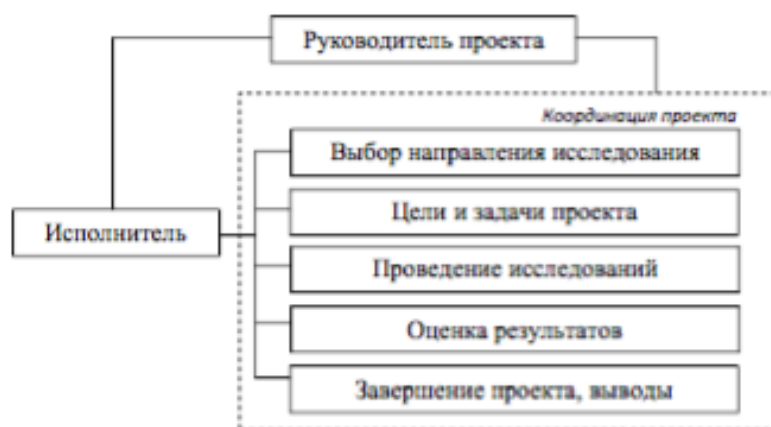 Руководитель проекта
Координация проекта
Выбор направления исследования
Цели и задачи проекта
Исполнитель
Проведение исследований
Оценка результатов
Завершение проекта, выводы